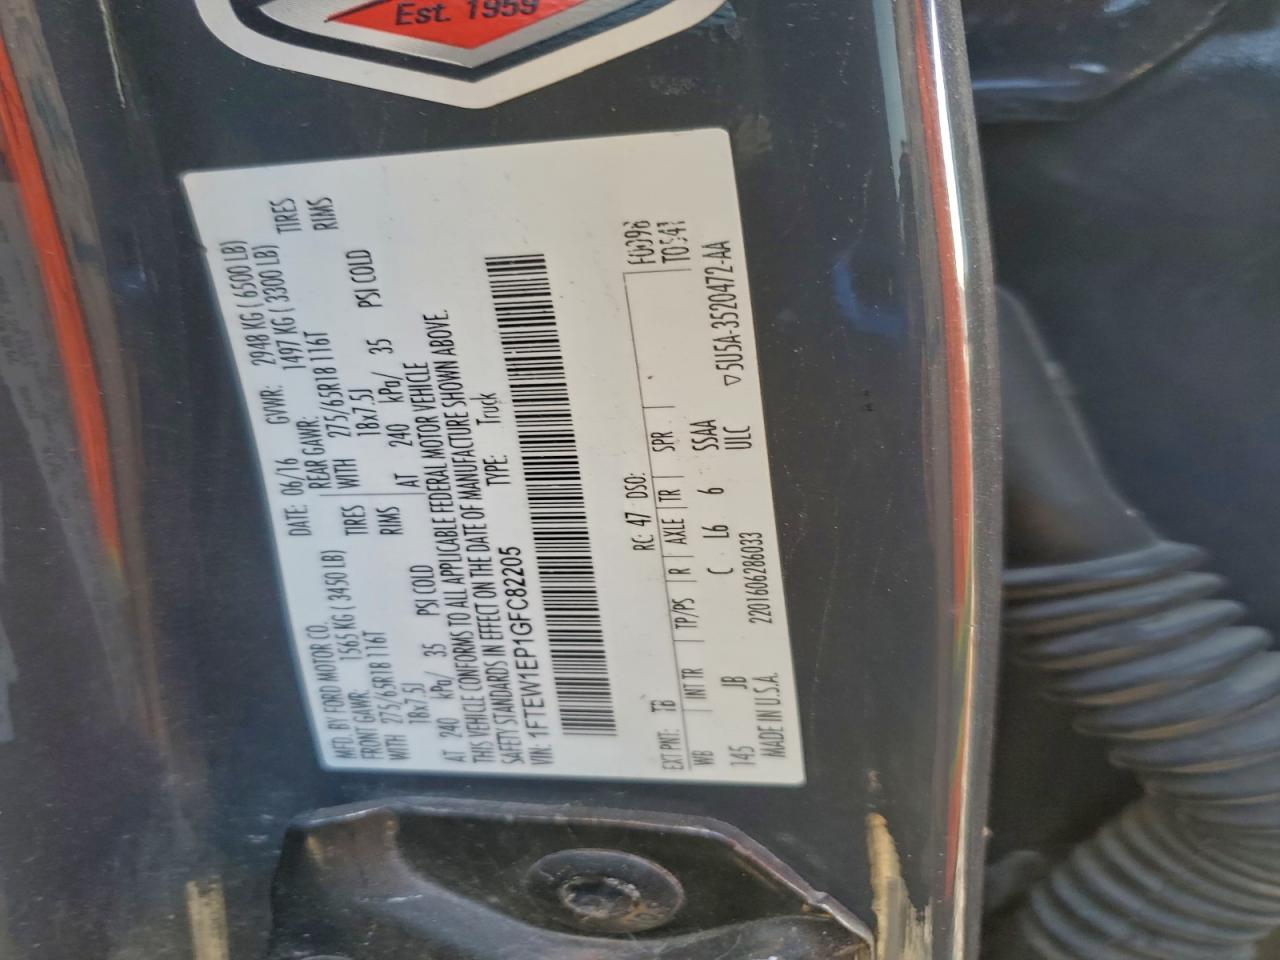 Est. 1959
MFD. BY FORD MOTOR CO. DATE: 06/16 GVWR: 2948 KG ( 6500 LB)
FRONT GAWR: 1565 KG ( 3450 LB) REAR GAWR: 1497 KG ( 3300 LB)
WITH 275/65R18 116T TIRES WITH 275/65R18 116T TIRES
18x7.5J RIMS 18x7.5J RIMS
AT 240 kPa/ 35 PSI COLD AT 240 kPa/ 35 PSI COLD
THIS VEHICLE CONFORMS TO ALL APPLICABLE FEDERAL MOTOR VEHICLE
SAFETY STANDARDS IN EFFECT ON THE DATE OF MANUFACTURE SHOWN ABOVE.
VIN: 1FTEW1EP1GFC82205 TYPE: Truck
EXT PNT: RC: 47 DSO:
WB INT TR TP/PS R AXLE TR SPR
145 JB C L6 6 SSAA
ULC
MADE IN U.S.A. 2201606286033 ▽5U5A-3520472-AA